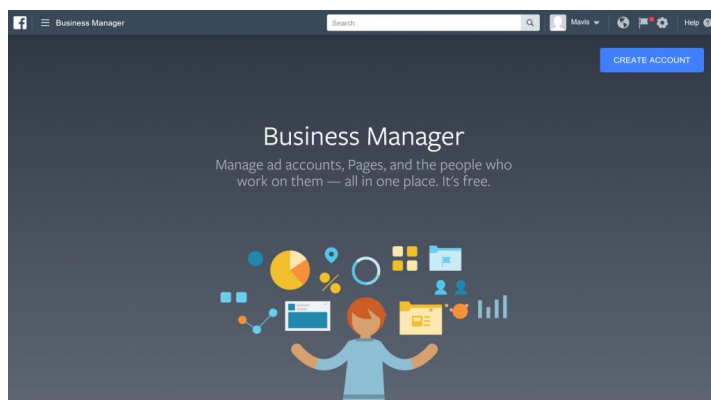 f Business Manager Search Mavis Help
CREATE ACCOUNT
Business Manager
Manage ad accounts, Pages, and the people who
work on them — all in one place. It's free.